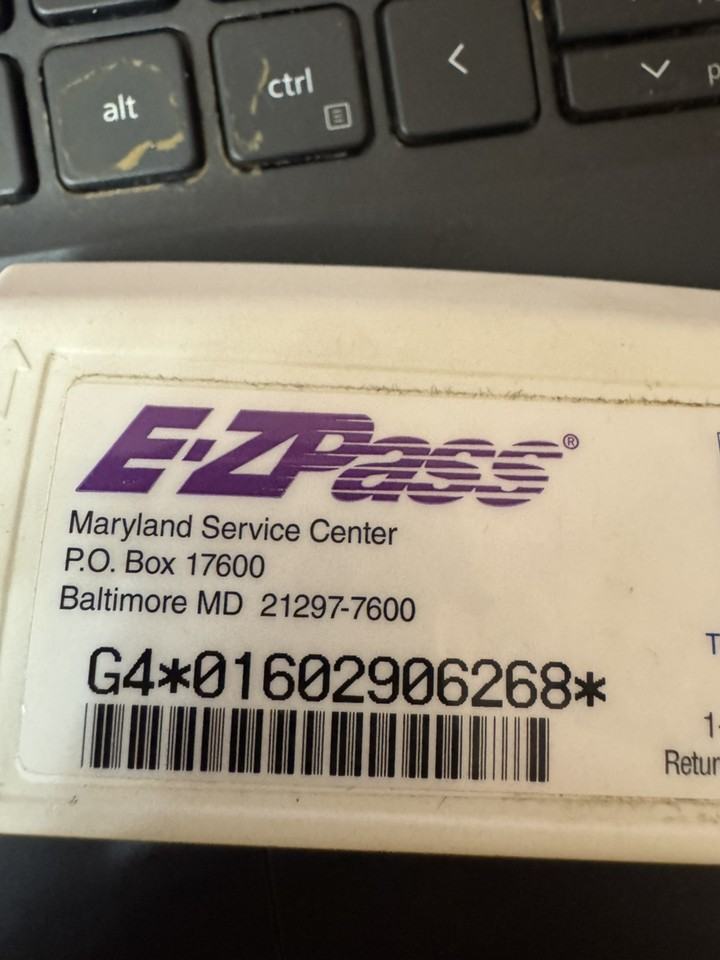 alt
ctrl
E-ZPass®
Maryland Service Center
P.O. Box 17600
Baltimore MD 21297-7600
G4*01602906268*